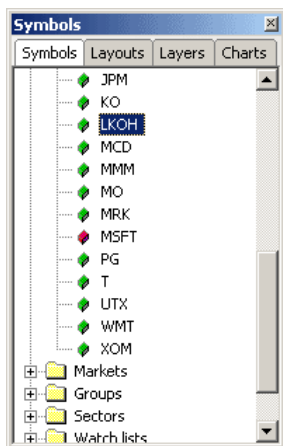 Symbols
Symbols Layouts Layers Charts
JPM
KO
LKOH
MCD
MMM
MO
MRK
MSFT
PG
T
UTX
WMT
XOM
Markets
Groups
Sectors
Watch lists